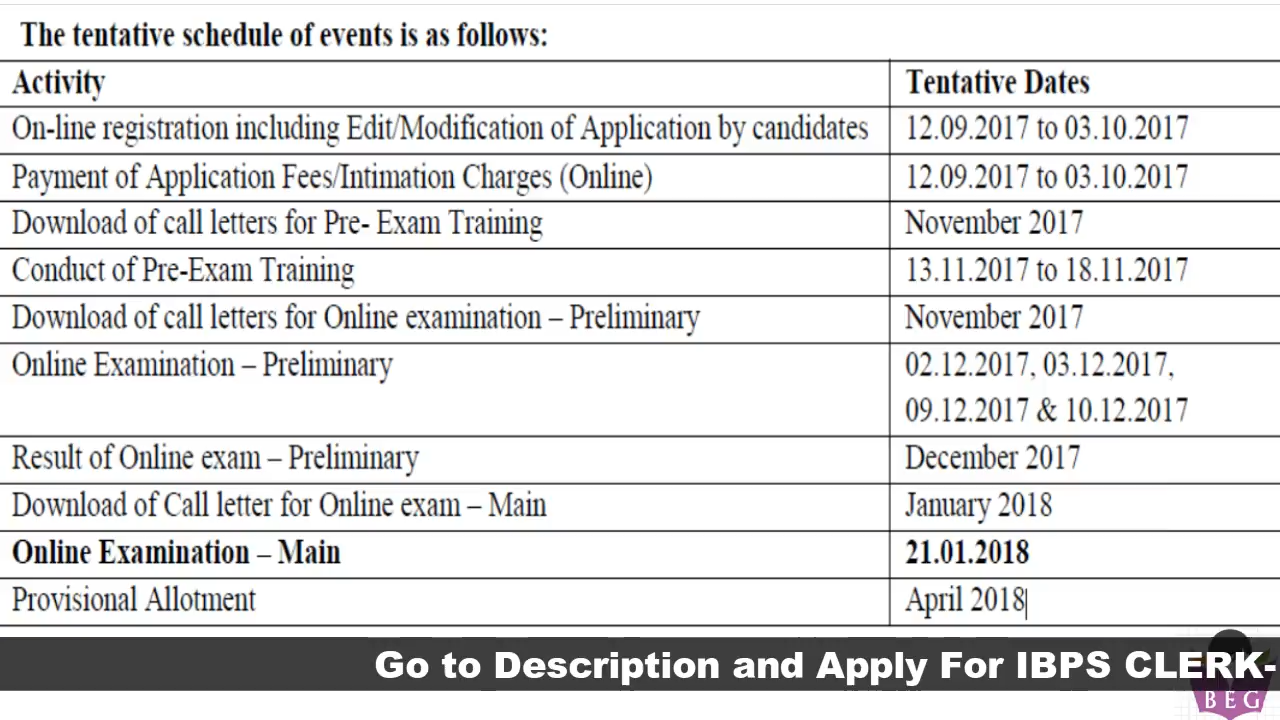 The tentative schedule of events is as follows:
Activity Tentative Dates
On-line registration including Edit/Modification of Application by candidates 12.09.2017 to 03.10.2017
Payment of Application Fees/Intimation Charges (Online) 12.09.2017 to 03.10.2017
Download of call letters for Pre- Exam Training November 2017
Conduct of Pre-Exam Training 13.11.2017 to 18.11.2017
Download of call letters for Online examination – Preliminary November 2017
Online Examination – Preliminary 02.12.2017, 03.12.2017,
09.12.2017 & 10.12.2017
Result of Online exam – Preliminary December 2017
Download of Call letter for Online exam – Main January 2018
Online Examination – Main 21.01.2018
Provisional Allotment April 2018
Go to Description and Apply For IBPS CLERK-
BEG